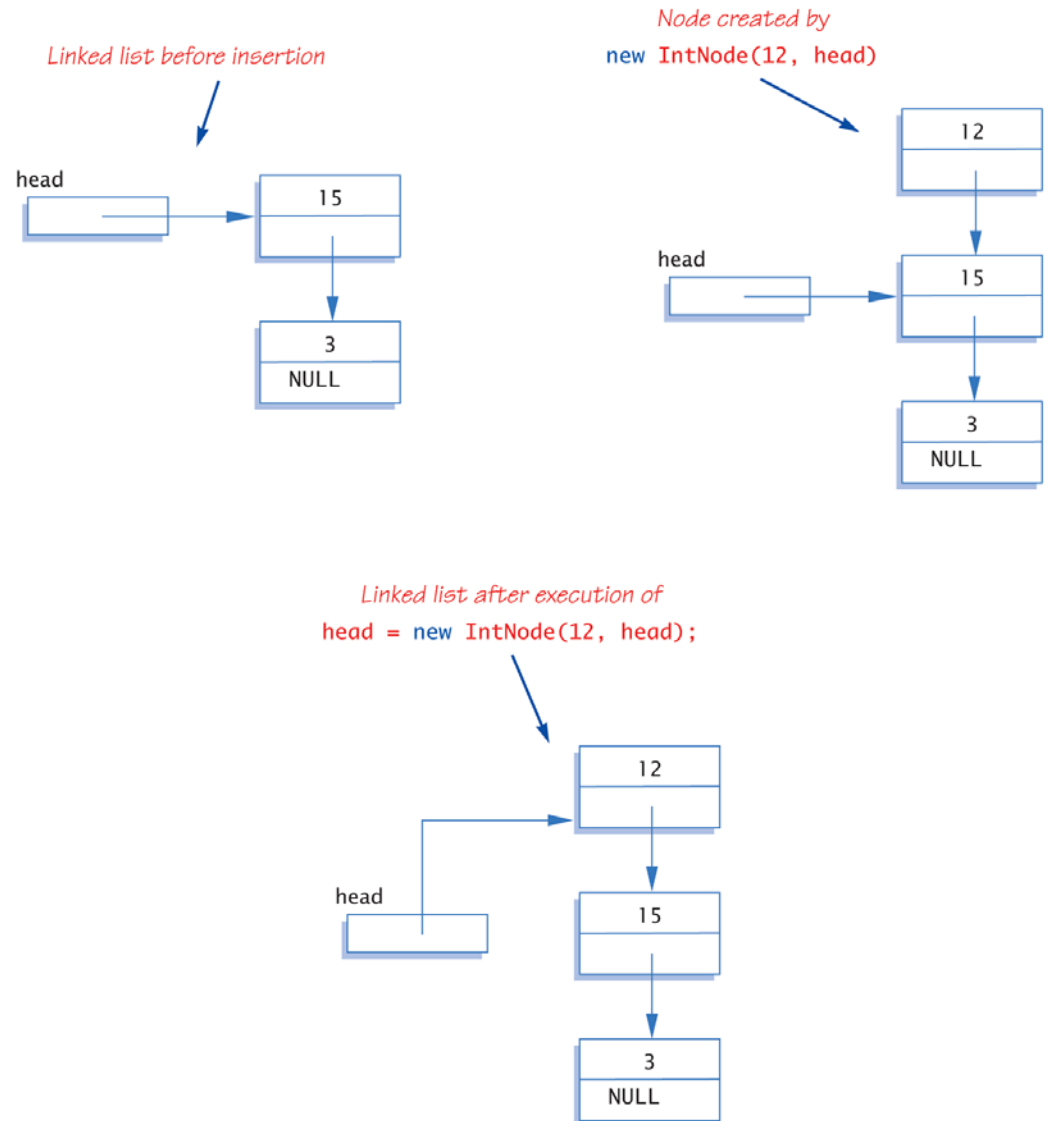 Linked list before insertion
head
15
3
NULL
Node created by
new IntNode(12, head)
12
head
15
3
NULL
Linked list after execution of
head = new IntNode(12, head);
12
head
15
3
NULL